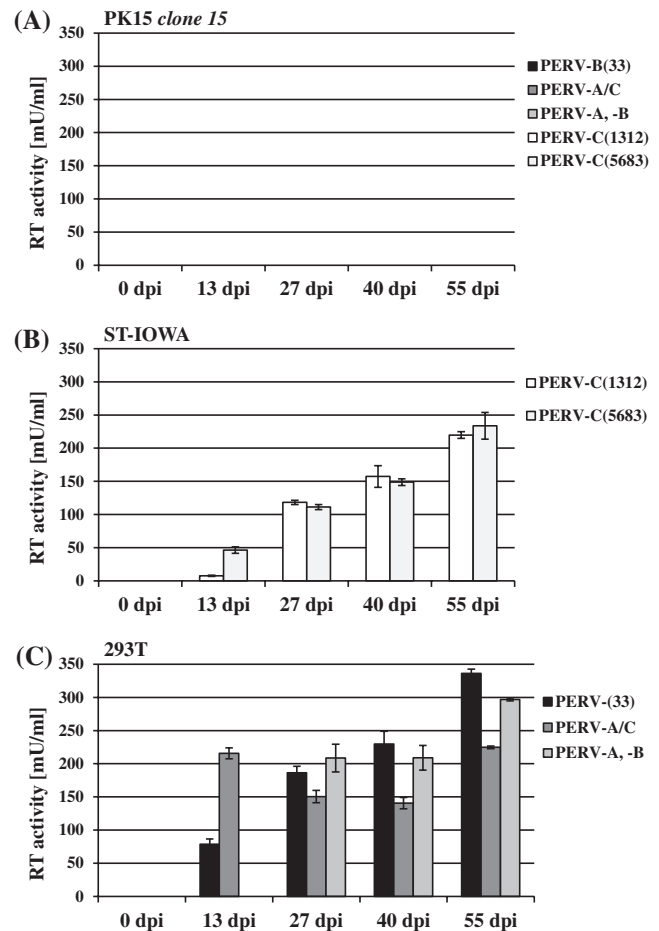 (A) PK15 clone 15
RT activity [mU/ml]
350
300
250
200
150
100
50
0
0 dpi 13 dpi 27 dpi 40 dpi 55 dpi
PERV-B(33)
PERV-A/C
PERV-A, -B
PERV-C(1312)
PERV-C(5683)
(B) ST-IOWA
RT activity [mU/ml]
350
300
250
200
150
100
50
0
0 dpi 13 dpi 27 dpi 40 dpi 55 dpi
PERV-C(1312)
PERV-C(5683)
(C) 293T
RT activity [mU/ml]
350
300
250
200
150
100
50
0
0 dpi 13 dpi 27 dpi 40 dpi 55 dpi
PERV-(33)
PERV-A/C
PERV-A, -B